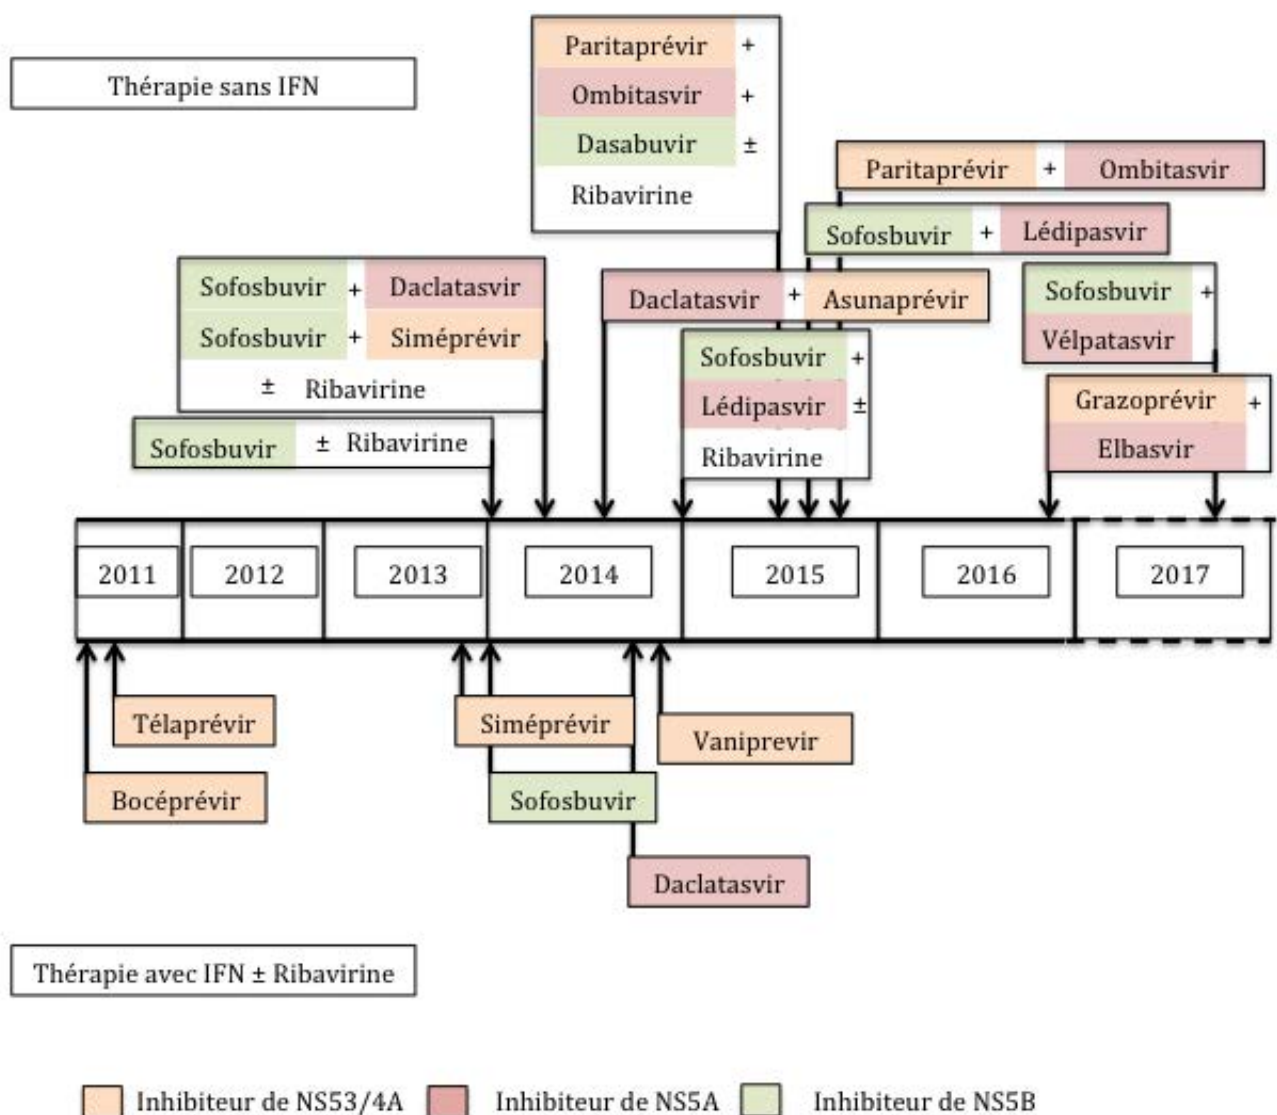 Thérapie sans IFN
Paritaprévir +
Ombitasvir +
Dasabuvir ±
Ribavirine
Paritaprévir + Ombitasvir
Sofosbuvir + Lédipasvir
Sofosbuvir + Daclatasvir
Sofosbuvir + Siméprévir
± Ribavirine
Daclatasvir + Asunaprévir
Sofosbuvir +
Vélpatasvir
Sofosbuvir +
Lédipasvir ±
Ribavirine
Grazoprévir +
Elbasvir
Sofosbuvir ± Ribavirine
2011 2012 2013 2014 2015 2016 2017
Télaprévir
Siméprévir
Vaniprevir
Bocéprévir
Sofosbuvir
Daclatasvir
Thérapie avec IFN ± Ribavirine
Inhibiteur de NS53/4A Inhibiteur de NS5A Inhibiteur de NS5B